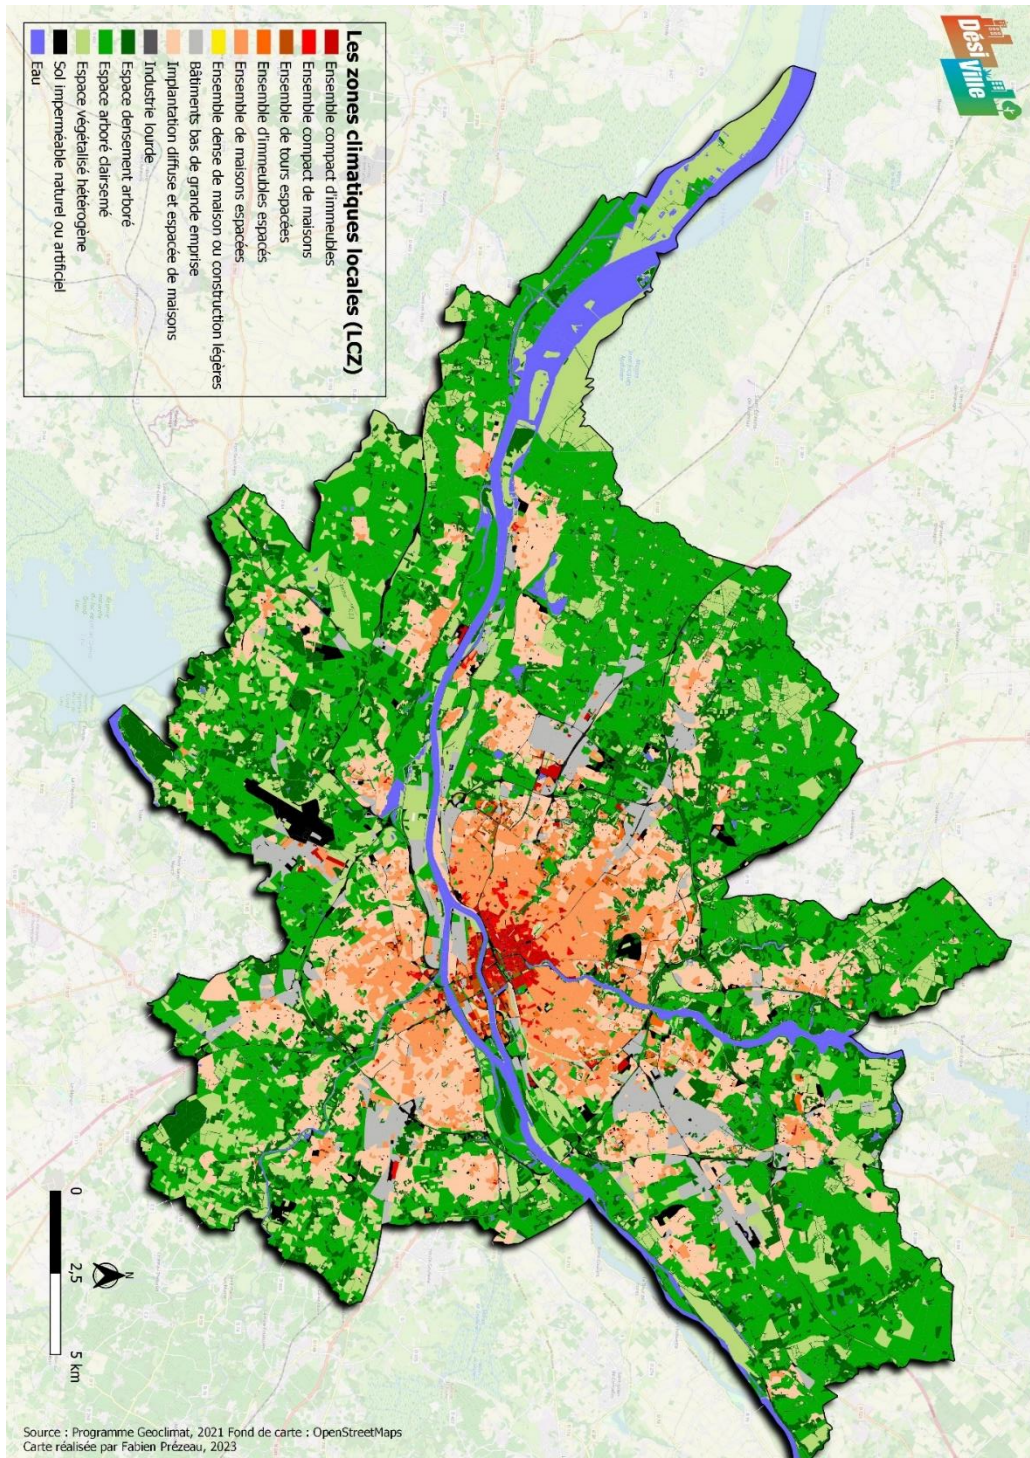 Dési Ville
Les zones climatiques locales (LCZ)
Ensemble compact d'immeubles
Ensemble compact de maisons
Ensemble de tours espacées
Ensemble d'immeubles espacés
Ensemble de maisons espacées
Ensemble dense de maison ou construction légères
Bâtiments bas de grande emprise
Implantation diffuse et espacée de maisons
Industrie lourde
Espace densement arboré
Espace arboré clairsemé
Espace végétalisé hétérogène
Sol imperméable naturel ou artificiel
Eau
N
0 2,5 5 km
Source : Programme Geoclimat, 2021 Fond de carte : OpenStreetMaps
Carte réalisée par Fabien Prézeau, 2023